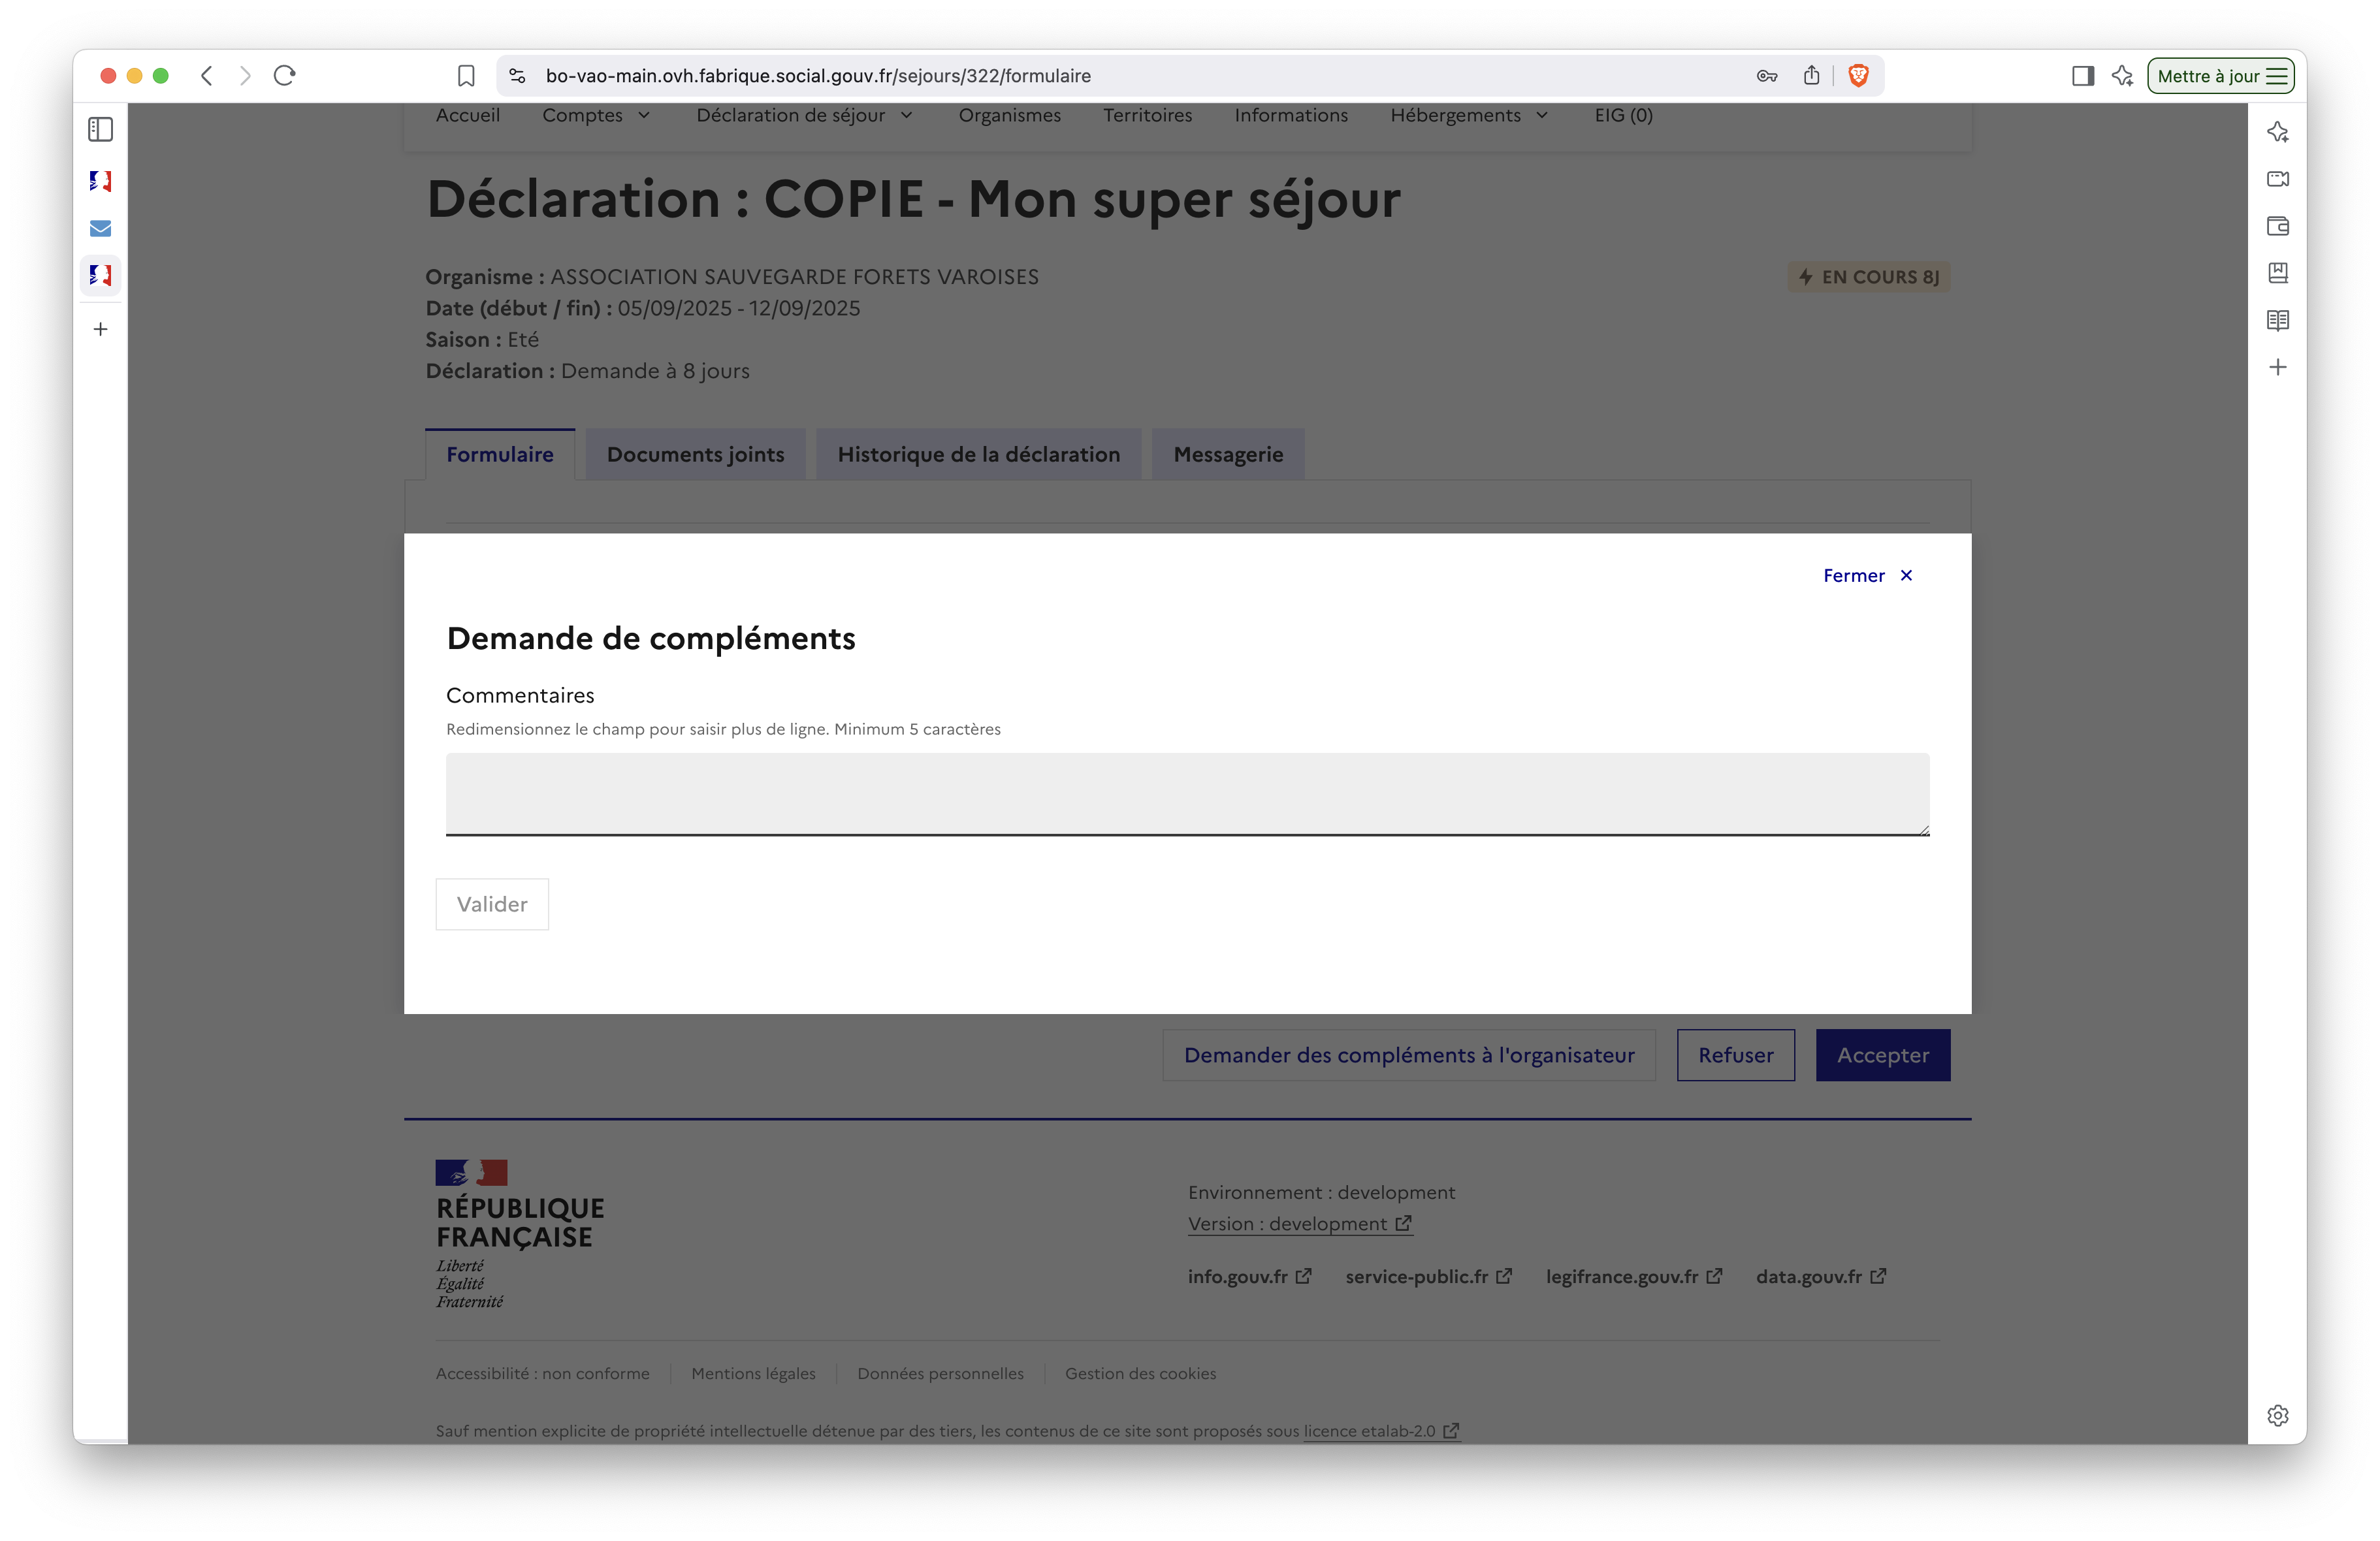 bo-vao-main.ovh.fabrique.social.gouv.fr/sejours/322/formulaire
Mettre à jour
Accueil Comptes Déclaration de séjour Organismes Territoires Informations Hébergements EIG (0)
Déclaration : COPIE - Mon super séjour
Organisme : ASSOCIATION SAUVEGARDE FORETS VAROISES
EN COURS 8J
Date (début / fin) : 05/09/2025 - 12/09/2025
Saison : Eté
Déclaration : Demande à 8 jours
Formulaire Documents joints Historique de la déclaration Messagerie
Fermer
Demande de compléments
Commentaires
Redimensionnez le champ pour saisir plus de ligne. Minimum 5 caractères
Valider
Demander des compléments à l'organisateur Refuser Accepter
RÉPUBLIQUE
FRANÇAISE
Liberté
Égalité
Fraternité
Environnement : development
Version : development
info.gouv.fr service-public.fr legifrance.gouv.fr data.gouv.fr
Accessibilité : non conforme Mentions légales Données personnelles Gestion des cookies
Sauf mention explicite de propriété intellectuelle détenue par des tiers, les contenus de ce site sont proposés sous licence etalab-2.0